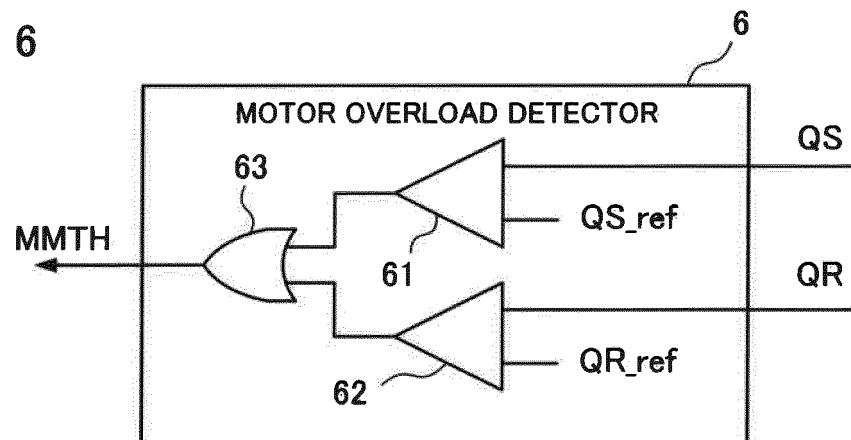 6
6
MOTOR OVERLOAD DETECTOR
QS
63
MMTH
QS_ref
61
QR
QR_ref
62